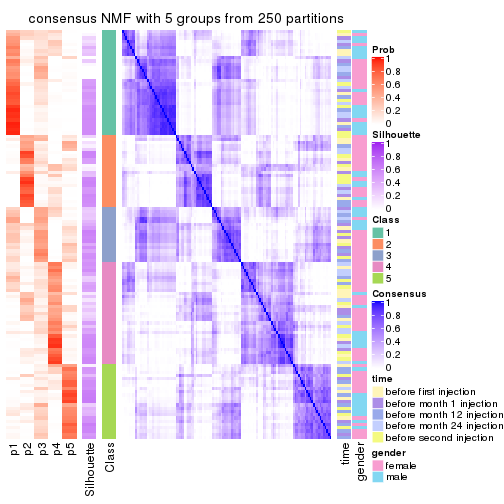 consensus NMF with 5 groups from 250 partitions
Prob
1
0.8
0.6
0.4
0.2
0
Silhouette
1
0.8
0.6
0.4
0.2
0
Class
1
2
3
4
5
Consensus
1
0.8
0.6
0.4
0.2
0
time
before first injection
before month 1 injection
before month 12 injection
before month 24 injection
before second injection
gender
female
male
p1
p2
p3
p4
p5
Silhouette
Class
time
gender